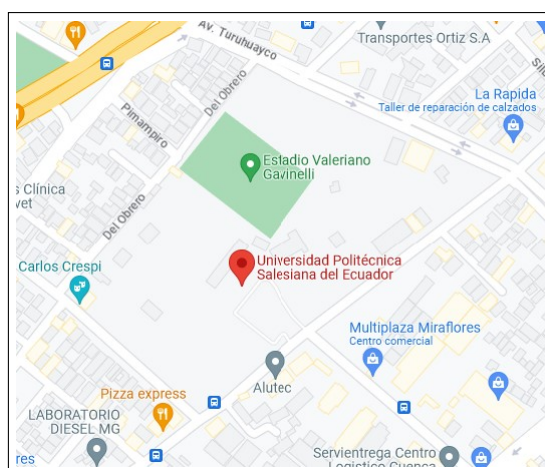 Av. Turuhuayco
Transportes Ortiz S.A
Del Obrero
Pimampiro
La Rapida
Taller de reparación de calzados
Estadio Valeriano
Gavinelli
s Clínica
vet
Del Obrero
Universidad Politécnica
Salesiana del Ecuador
Carlos Crespi
Multiplaza Miraflores
Centro comercial
Alutec
Pizza express
LABORATORIO
DIESEL MG
Servientrega Centro
Logistico Cuenca
res